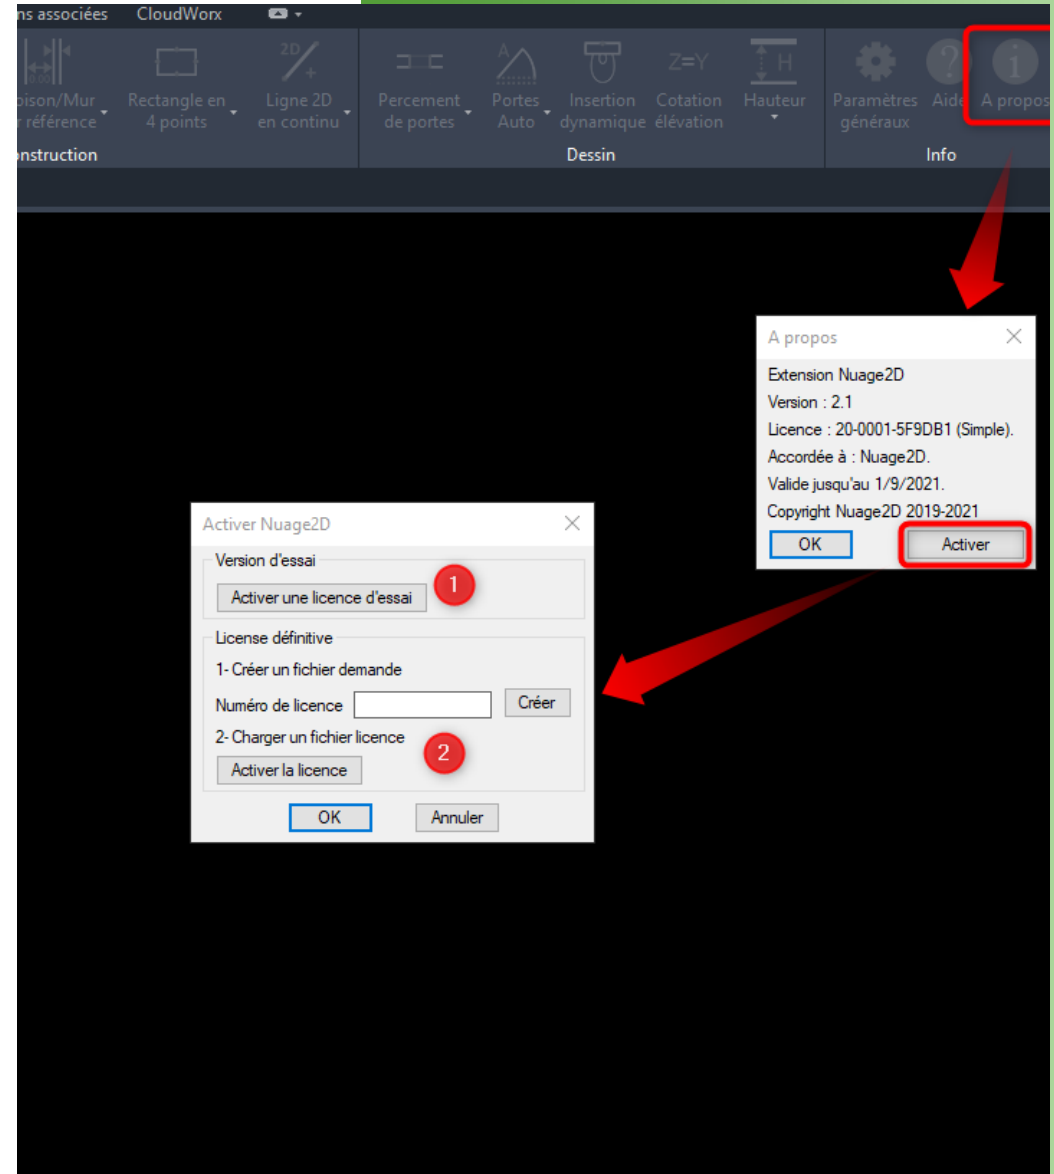 ns associées CloudWorx
0.00 2D A Z=Y H ? i
oison/Mur Rectangle en Ligne 2D Percement Portes Insertion Cotation Hauteur Paramètres Aide A propos
r référence 4 points en continu de portes Auto dynamique élévation généraux
onstruction Dessin Info
A propos
Extension Nuage2D
Version : 2.1
Licence : 20-0001-5F9DB1 (Simple).
Accordée à : Nuage2D.
Valide jusqu'au 1/9/2021.
Copyright Nuage2D 2019-2021
OK Activer
Activer Nuage2D
Version d'essai
Activer une licence d'essai 1
License définitive
1- Créer un fichier demande
Numéro de licence Créer
2- Charger un fichier licence
2
Activer la licence
OK Annuler